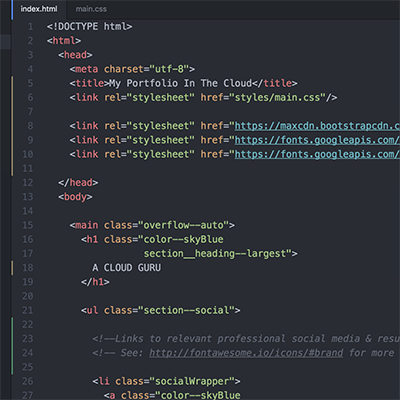 index.html main.css
1 <!DOCTYPE html>
2 <html>
3 <head>
4 <meta charset="utf-8">
5 <title>My Portfolio In The Cloud</title>
6 <link rel="stylesheet" href="styles/main.css"/>
7
8 <link rel="stylesheet" href="https://maxcdn.bootstrapcdn.c
9 <link rel="stylesheet" href="https://fonts.googleapis.com/
10 <link rel="stylesheet" href="https://fonts.googleapis.com/
11
12 </head>
13 <body>
14
15 <main class="overflow--auto">
16 <h1 class="color--skyBlue
17 section__heading--largest">
18 A CLOUD GURU
19 </h1>
20
21 <ul class="section--social">
22
23 <!--Links to relevant professional social media & resu
24 <!-- See: http://fontawesome.io/icons/#brand for more
25
26 <li class="socialWrapper">
27 <a class="color--skyBlue